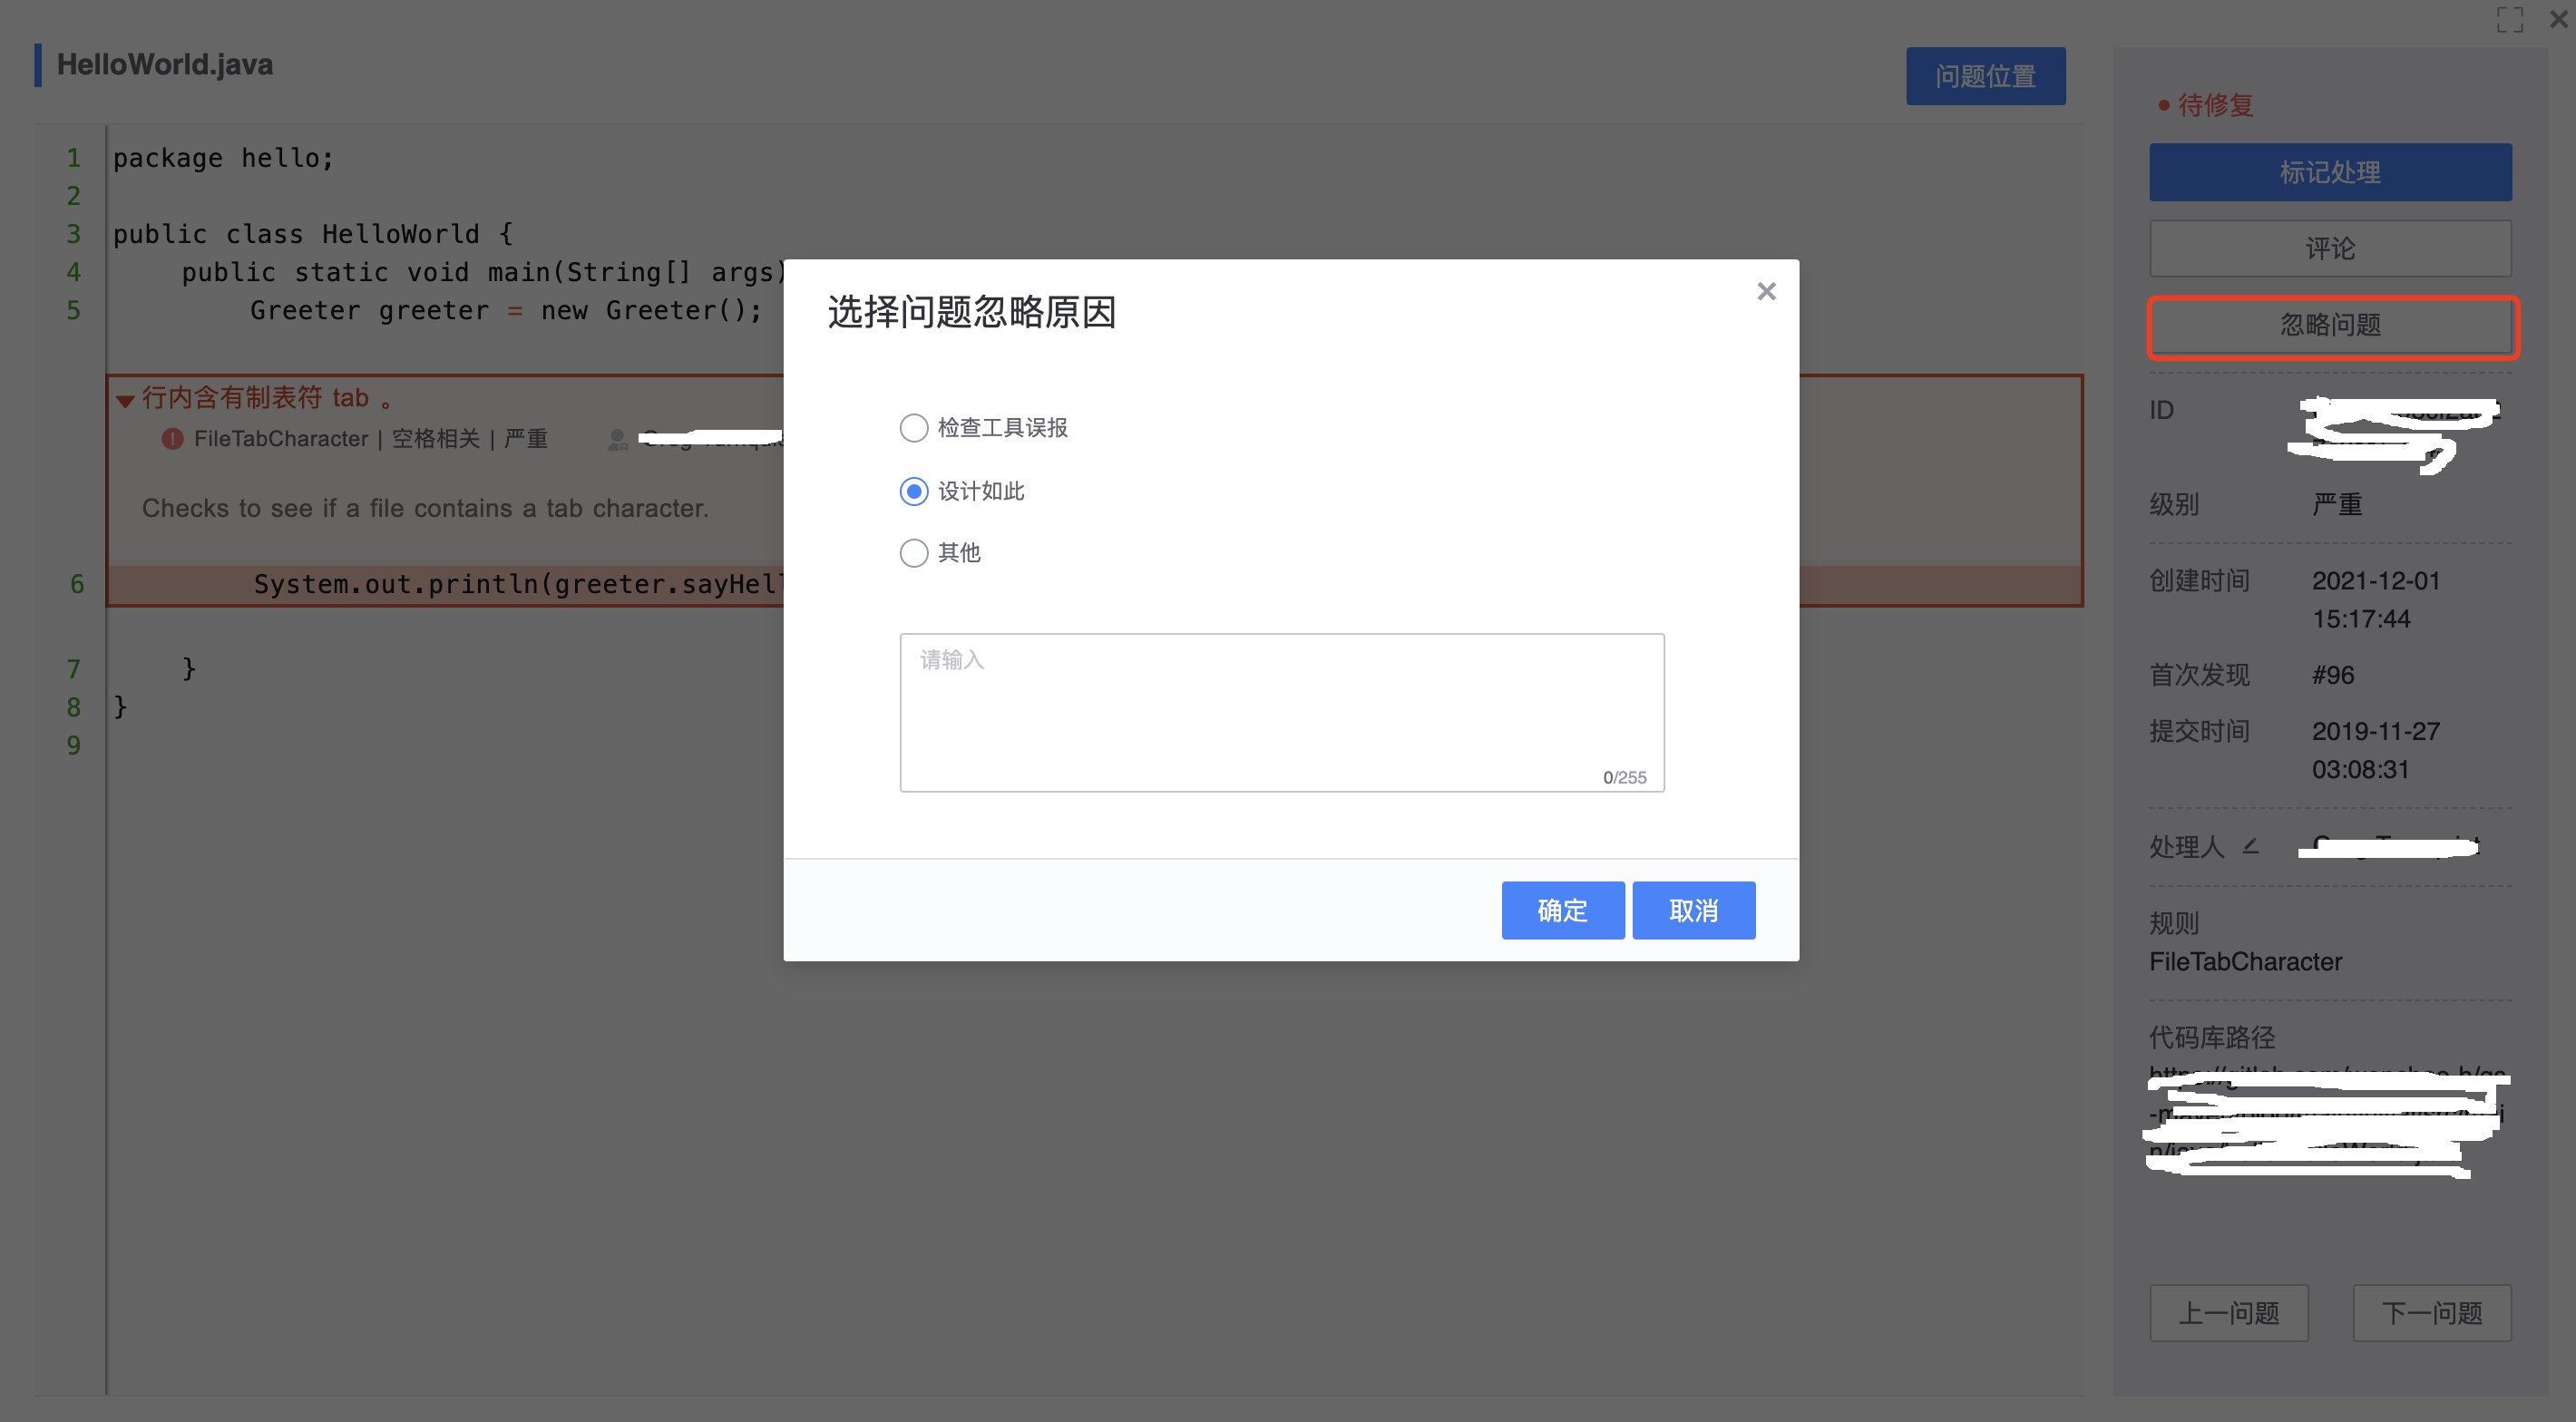 HelloWorld.java
问题位置
1 package hello;
2
3 public class HelloWorld {
4 public static void main(String[] args)
5 Greeter greeter = new Greeter();
行内含有制表符 tab 。
FileTabCharacter | 空格相关 | 严重
Checks to see if a file contains a tab character.
6 System.out.println(greeter.sayHell
7 }
8 }
9
选择问题忽略原因
检查工具误报
设计如此
其他
请输入
0/255
确定 取消
待修复
标记处理
评论
忽略问题
ID
级别 严重
创建时间 2021-12-01
15:17:44
首次发现 #96
提交时间 2019-11-27
03:08:31
处理人
规则
FileTabCharacter
代码库路径
上一问题 下一问题